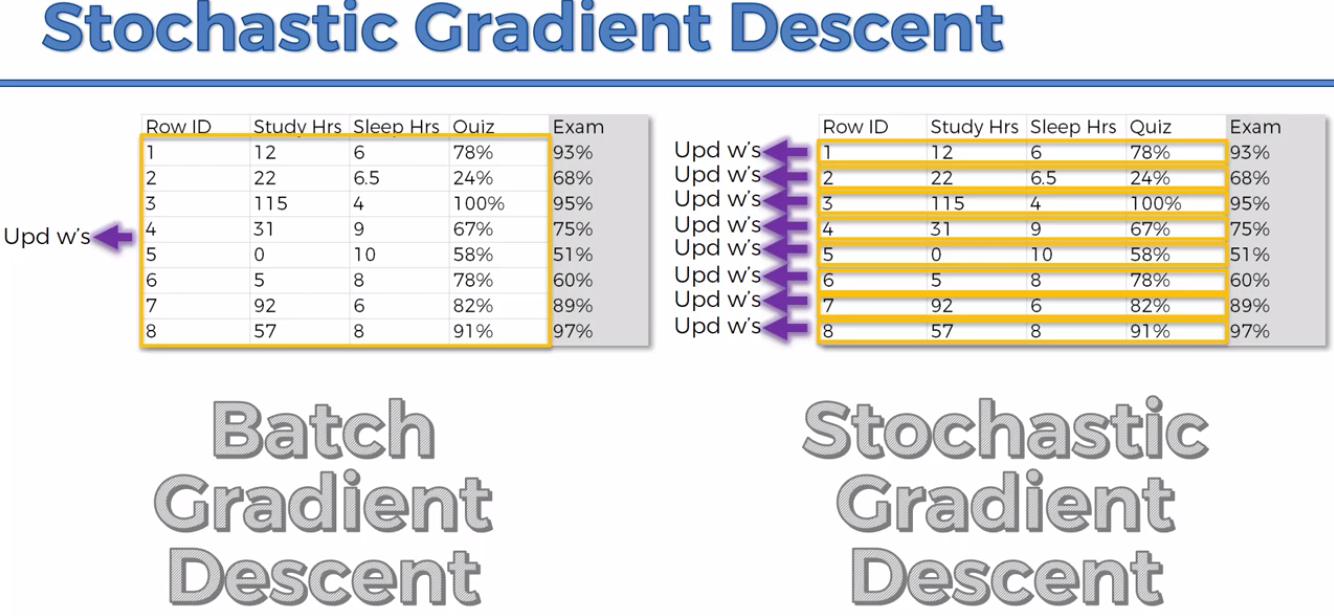 Stochastic Gradient Descent
Row ID Study Hrs Sleep Hrs Quiz Exam
1 12 6 78% 93%
2 22 6.5 24% 68%
3 115 4 100% 95%
4 31 9 67% 75%
Upd w's
5 0 10 58% 51%
6 5 8 78% 60%
7 92 6 82% 89%
8 57 8 91% 97%
Row ID Study Hrs Sleep Hrs Quiz Exam
Upd w's 1 12 6 78% 93%
Upd w's 2 22 6.5 24% 68%
Upd w's 3 115 4 100% 95%
Upd w's 4 31 9 67% 75%
Upd w's 5 0 10 58% 51%
Upd w's 6 5 8 78% 60%
Upd w's 7 92 6 82% 89%
Upd w's 8 57 8 91% 97%
Batch
Gradient
Descent
Stochastic
Gradient
Descent